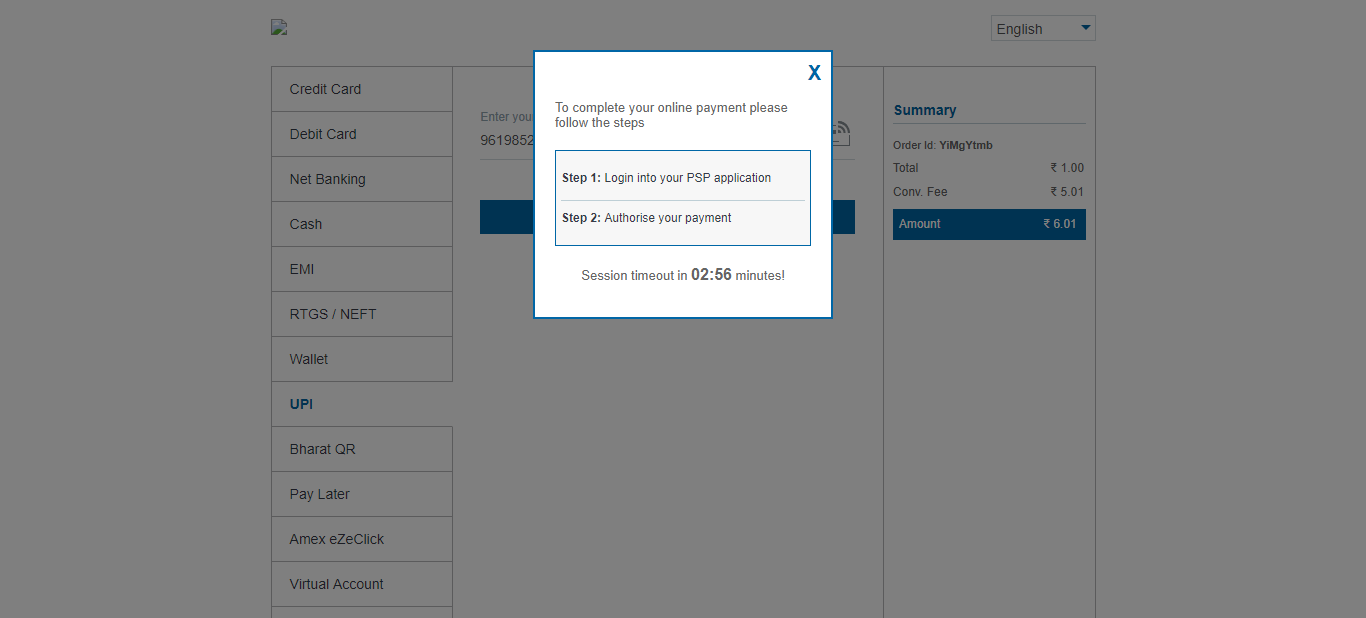 English
Credit Card
Debit Card
Net Banking
Cash
EMI
RTGS / NEFT
Wallet
UPI
Bharat QR
Pay Later
Amex eZeClick
Virtual Account
Enter
9619852
X
To complete your online payment please
follow the steps
Step 1: Login into your PSP application
Step 2: Authorise your payment
Session timeout in 02:56 minutes!
Summary
Order Id: YiMgYtmb
Total ₹ 1.00
Conv. Fee ₹ 5.01
Amount ₹ 6.01